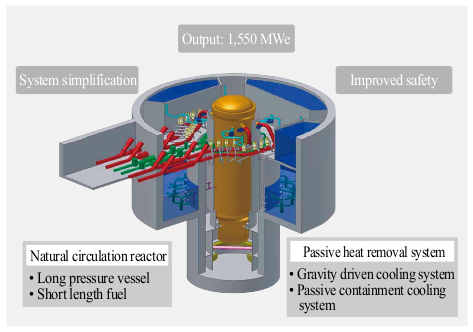 Output: 1,550 MWe
System simplification
Improved safety
Natural circulation reactor
• Long pressure vessel
• Short length fuel
Passive heat removal system
• Gravity driven cooling system
• Passive containment cooling
system